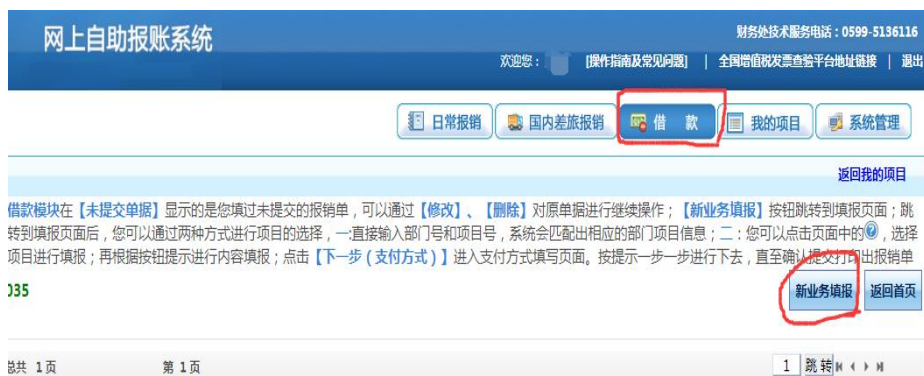 网上自助报账系统
财务处技术服务电话：0599-5136116
欢迎您： [操作指南及常见问题] | 全国增值税发票查验平台地址链接 | 退出
日常报销 国内差旅报销 借 款 我的项目 系统管理
返回我的项目
借款模块在【未提交单据】显示的是您填过未提交的报销单，可以通过【修改】、【删除】对原单据进行继续操作；【新业务填报】按钮跳转到填报页面；跳
转到填报页面后，您可以通过两种方式进行项目的选择，一:直接输入部门号和项目号，系统会匹配出相应的部门项目信息；二：您可以点击页面中的?，选择
项目进行填报；再根据按钮提示进行内容填报；点击【下一步（支付方式）】进入支付方式填写页面。按提示一步一步进行下去，直至确认提交打印出报销单
035
新业务填报 返回首页
总共 1页 第 1页 1 跳转